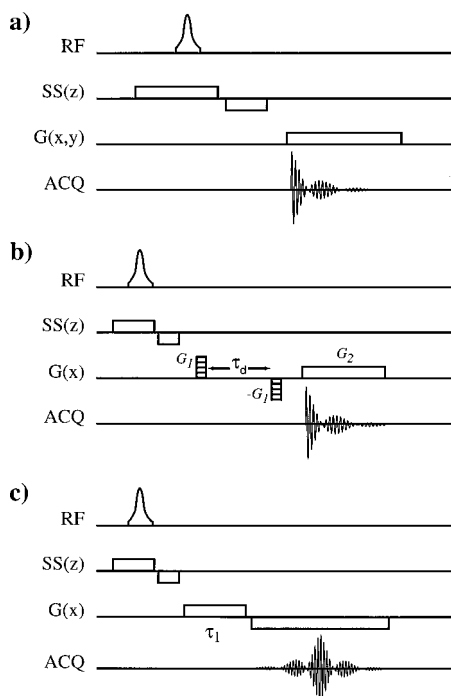 a)
RF
SS(z)
G(x,y)
ACQ
b)
RF
SS(z)
G(x)
G1 τd -G1 G2
ACQ
c)
RF
SS(z)
G(x)
τ1
ACQ